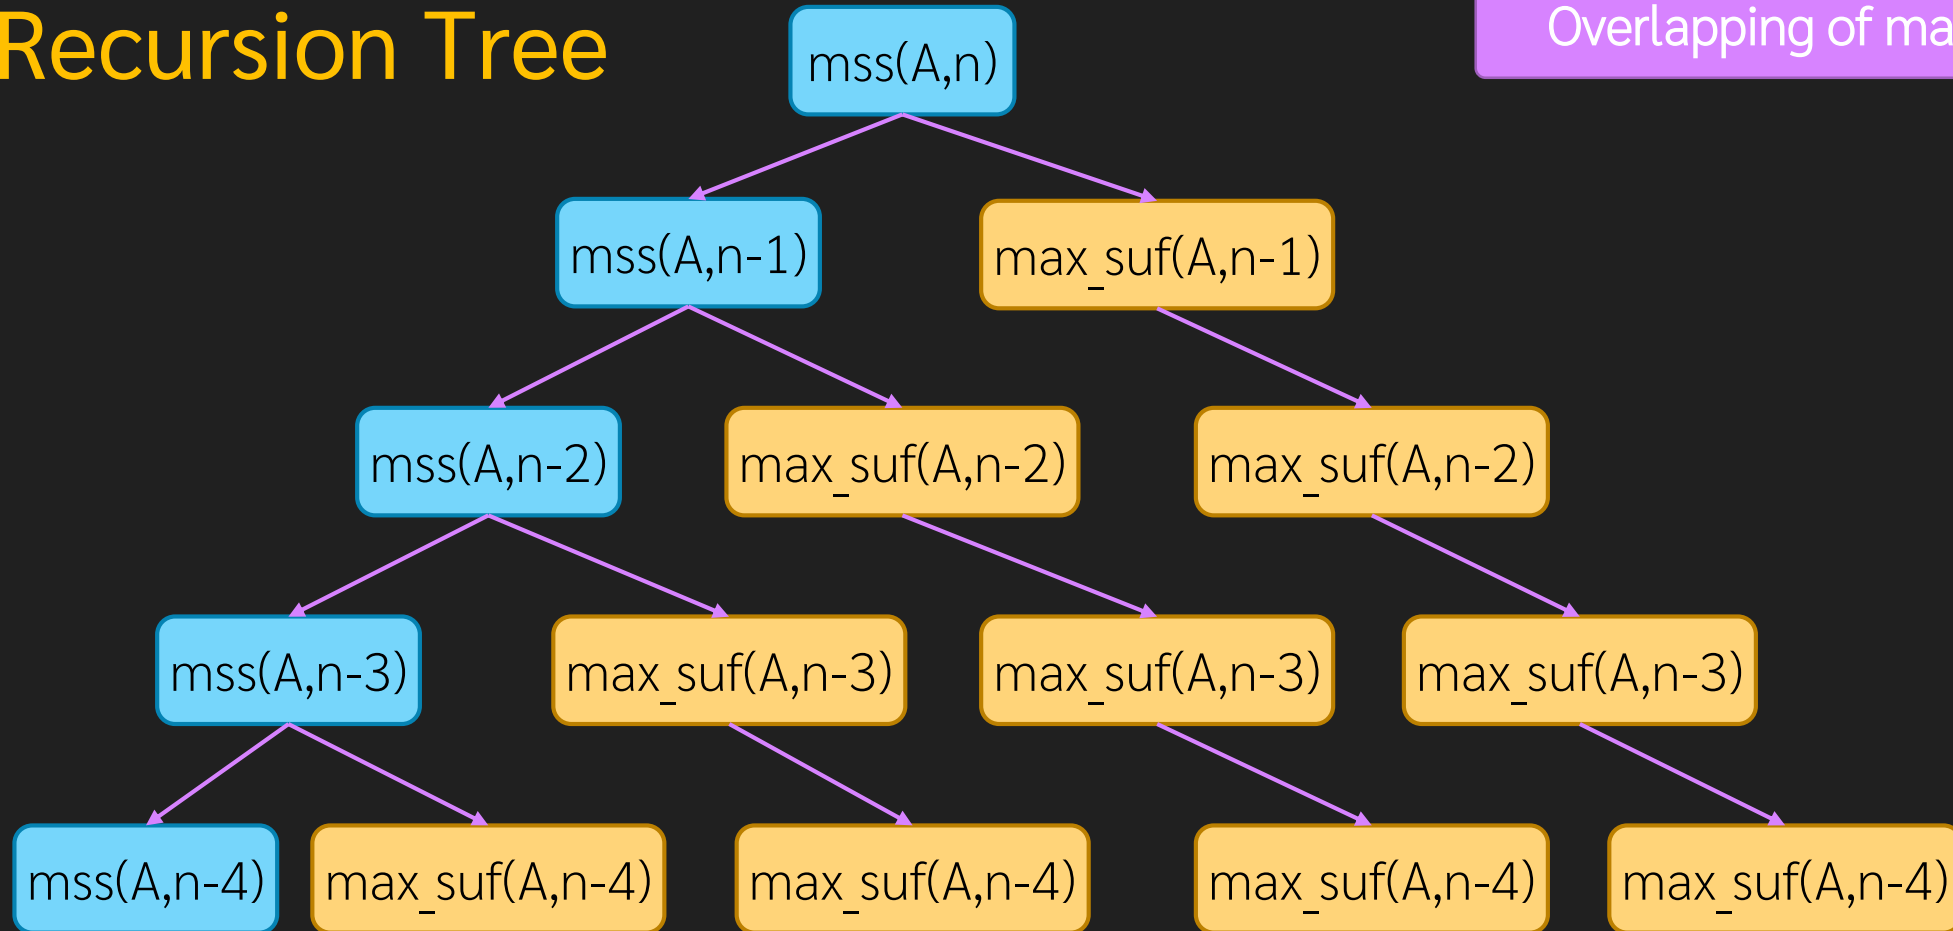 Recursion Tree
Overlapping of
mss(A,n)
mss(A,n-1)
max_suf(A,n-1)
mss(A,n-2)
max_suf(A,n-2)
max_suf(A,n-2)
mss(A,n-3)
max_suf(A,n-3)
max_suf(A,n-3)
max_suf(A,n-3)
mss(A,n-4)
max_suf(A,n-4)
max_suf(A,n-4)
max_suf(A,n-4)
max_suf(A,n-4)